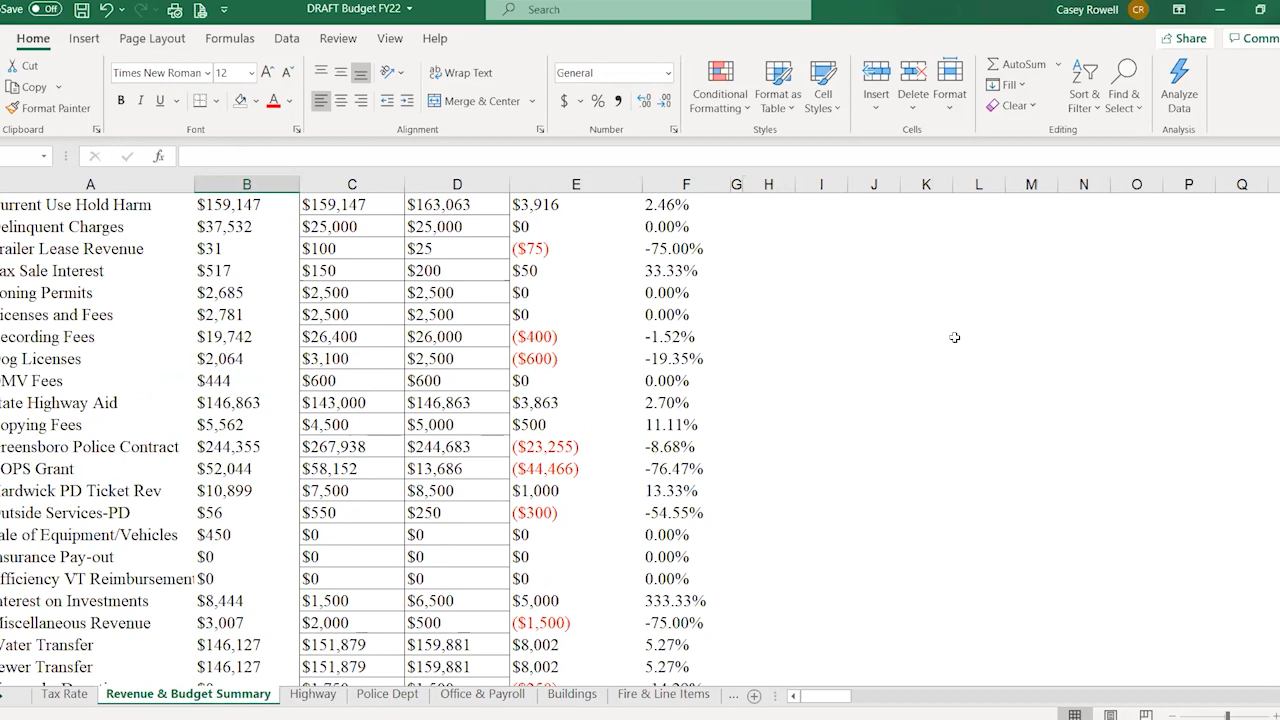 Save Off DRAFT Budget FY22 Search Casey Rowell CR
Home Insert Page Layout Formulas Data Review View Help Share Comm
Cut Times New Roman 12 A A Wrap Text General AutoSum
Copy Conditional Format as Cell Insert Delete Format Fill Sort & Find & Analyze
Format Painter B I U A Merge & Center $ % Formatting Table Styles Clear Filter Select Data
Clipboard Font Alignment Number Styles Cells Editing Analysis
fx
A B C D E F G H I J K L M N O P Q
urrent Use Hold Harm $159,147 $159,147 $163,063 $3,916 2.46%
elinquent Charges $37,532 $25,000 $25,000 $0 0.00%
railer Lease Revenue $31 $100 $25 ($75) -75.00%
ax Sale Interest $517 $150 $200 $50 33.33%
oning Permits $2,685 $2,500 $2,500 $0 0.00%
icenses and Fees $2,781 $2,500 $2,500 $0 0.00%
ecording Fees $19,742 $26,400 $26,000 ($400) -1.52%
og Licenses $2,064 $3,100 $2,500 ($600) -19.35%
MV Fees $444 $600 $600 $0 0.00%
tate Highway Aid $146,863 $143,000 $146,863 $3,863 2.70%
opying Fees $5,562 $4,500 $5,000 $500 11.11%
reensboro Police Contract $244,355 $267,938 $244,683 ($23,255) -8.68%
OPS Grant $52,044 $58,152 $13,686 ($44,466) -76.47%
ardwick PD Ticket Rev $10,899 $7,500 $8,500 $1,000 13.33%
utside Services-PD $56 $550 $250 ($300) -54.55%
ale of Equipment/Vehicles $450 $0 $0 $0 0.00%
nsurance Pay-out $0 $0 $0 $0 0.00%
fficiency VT Reimbursement $0 $0 $0 $0 0.00%
nterest on Investments $8,444 $1,500 $6,500 $5,000 333.33%
iscellaneous Revenue $3,007 $2,000 $500 ($1,500) -75.00%
Water Transfer $146,127 $151,879 $159,881 $8,002 5.27%
ewer Transfer $146,127 $151,879 $159,881 $8,002 5.27%
Tax Rate Revenue & Budget Summary Highway Police Dept Office & Payroll Buildings Fire & Line Items ...